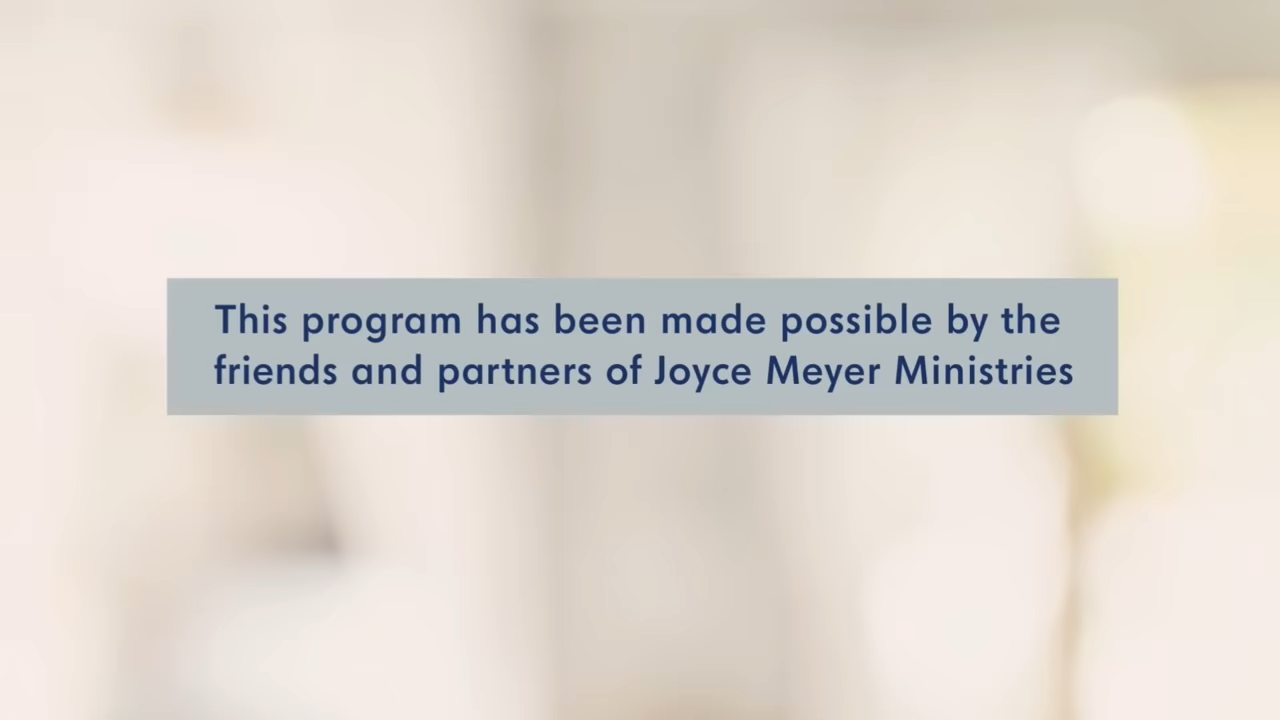 This program has been made possible by the
friends and partners of Joyce Meyer Ministries